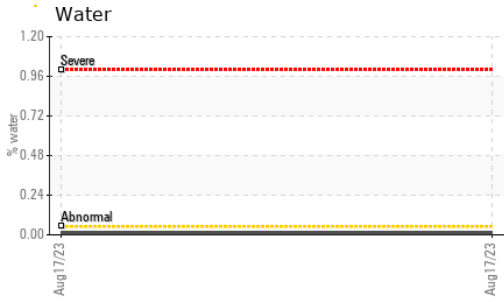 Water
1.20
Severe
0.96
0.72
% water
0.48
0.24
Abnormal
0.00
Aug17/23
Aug17/23